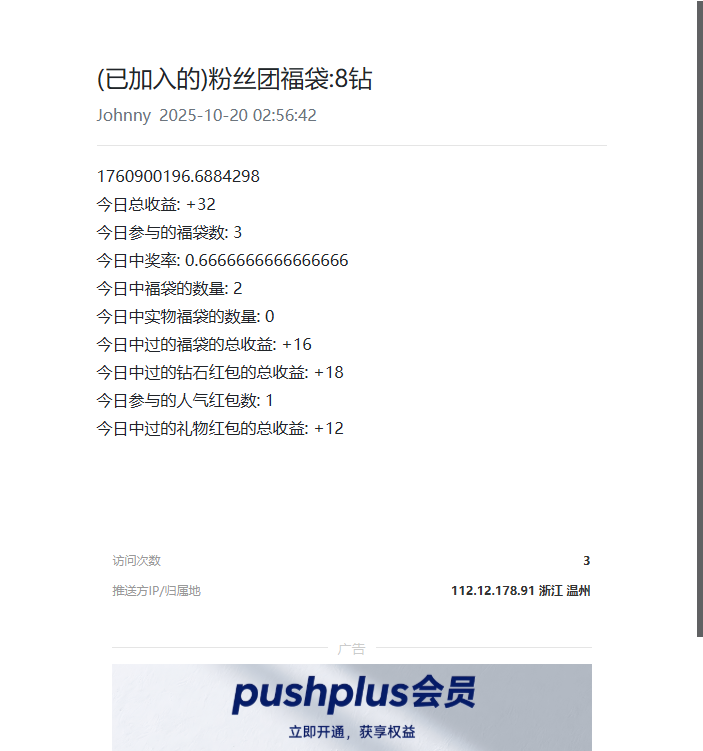 (已加入的)粉丝团福袋:8钻
Johnny 2025-10-20 02:56:42
1760900196.6884298
今日总收益: +32
今日参与的福袋数: 3
今日中奖率: 0.6666666666666666
今日中福袋的数量: 2
今日中实物福袋的数量: 0
今日中过的福袋的总收益: +16
今日中过的钻石红包的总收益: +18
今日参与的人气红包数: 1
今日中过的礼物红包的总收益: +12
访问次数 3
推送方IP/归属地 112.12.178.91 浙江 温州
广告
pushplus会员
立即开通，获享权益